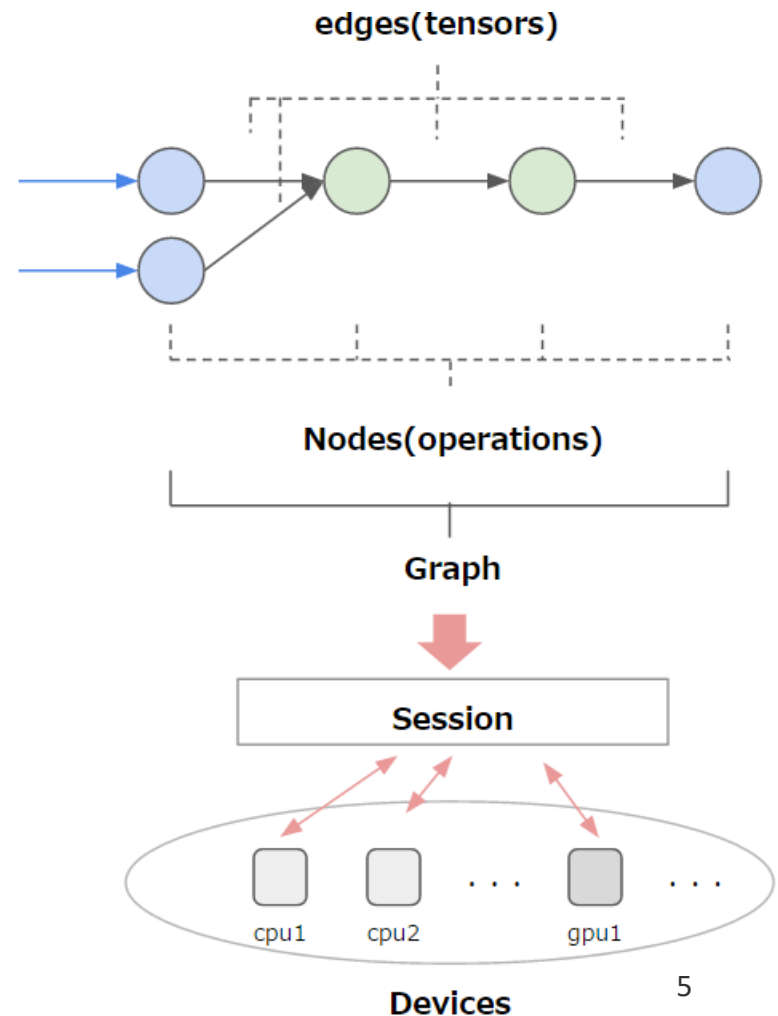 edges(tensors)
Nodes(operations)
Graph
Session
. . .
. . .
cpu1
cpu2
gpu1
5
Devices